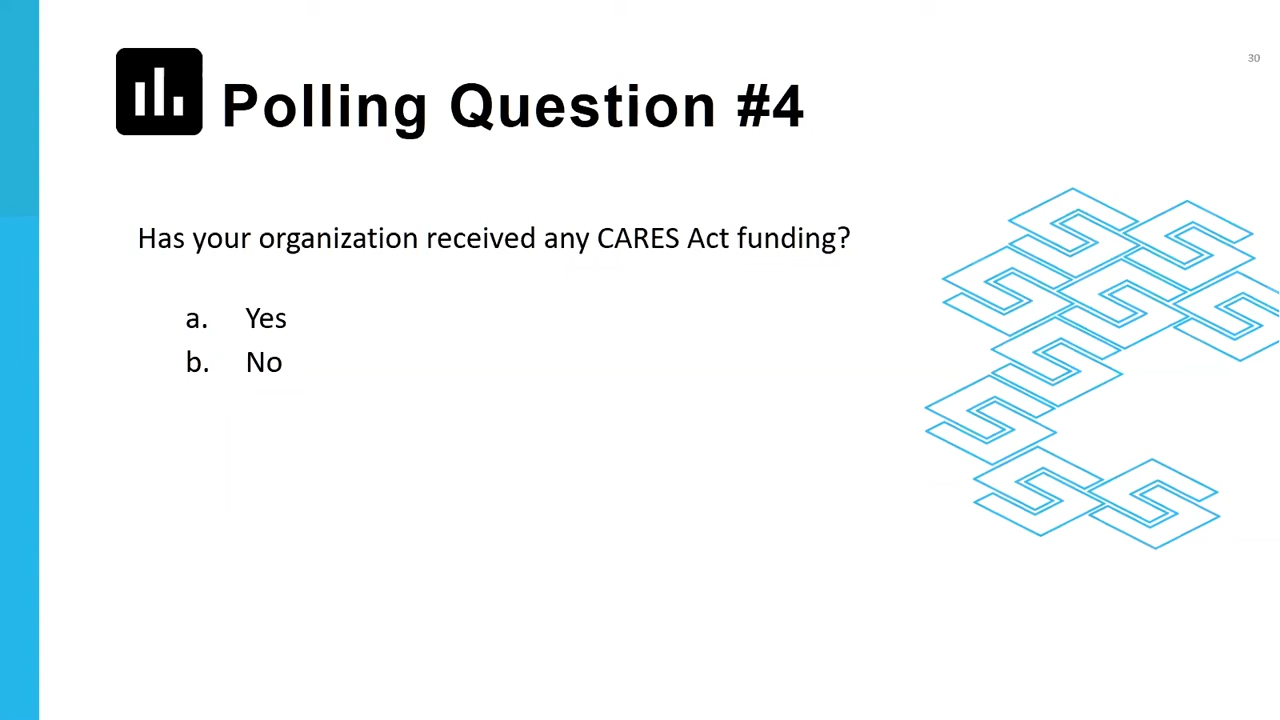 30
Polling Question #4
Has your organization received any CARES Act funding?
a. Yes
b. No